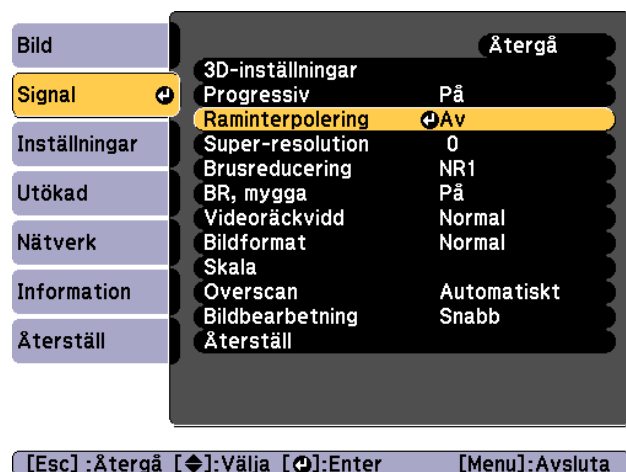 Bild
Signal
Inställningar
Utökad
Nätverk
Information
Återställ
Återgå
3D-inställningar
Progressiv På
Raminterpolering Av
Super-resolution 0
Brusreducering NR1
BR, mygga På
Videoräckvidd Normal
Bildformat Normal
Skala
Overscan Automatiskt
Bildbearbetning Snabb
Återställ
[Esc] :Återgå [◆]:Välja [⏎]:Enter [Menu]:Avsluta